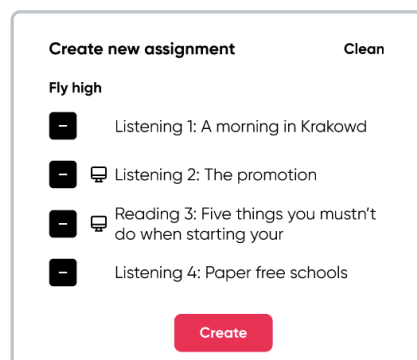 Create new assignment Clean
Fly high
– Listening 1: A morning in Krakowd
– Listening 2: The promotion
– Reading 3: Five things you mustn't
do when starting your
– Listening 4: Paper free schools
Create